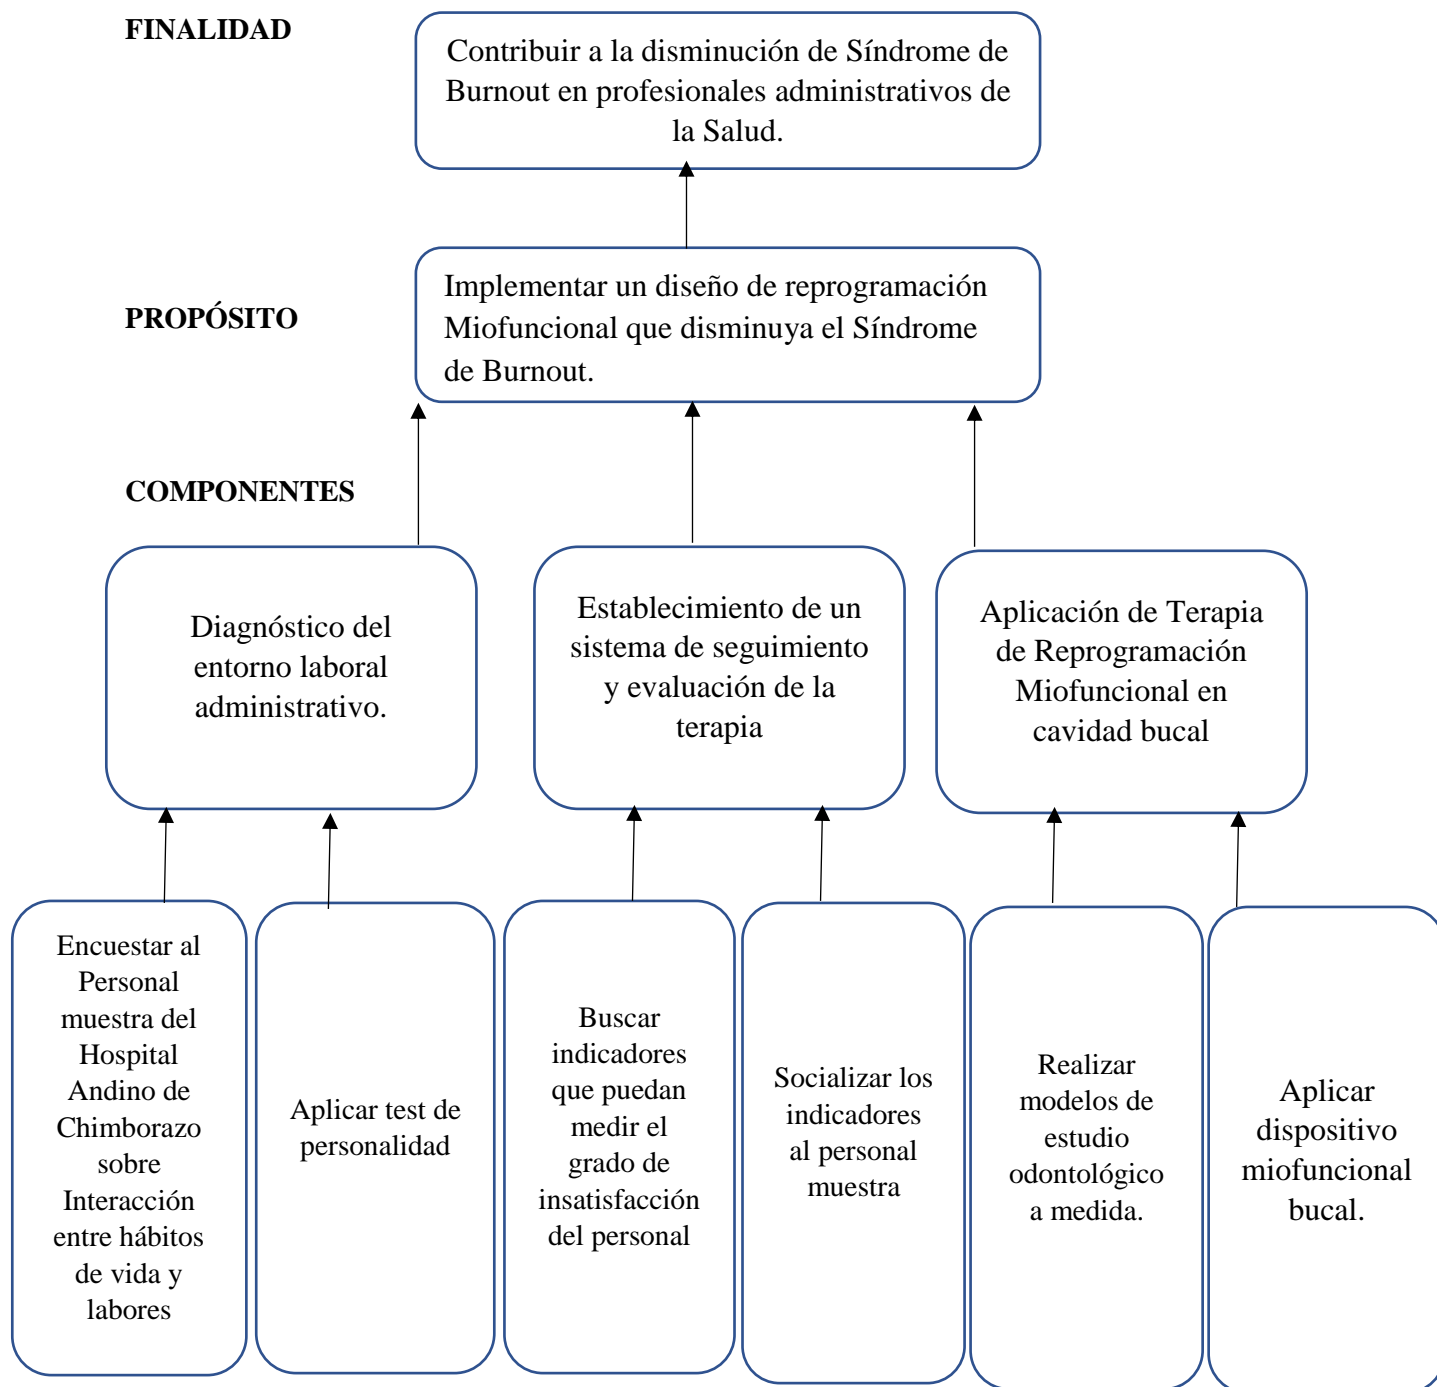 FINALIDAD
Contribuir a la disminución de Síndrome de
Burnout en profesionales administrativos de
la Salud.
PROPÓSITO
Implementar un diseño de reprogramación
Miofuncional que disminuya el Síndrome
de Burnout.
COMPONENTES
Diagnóstico del
entorno laboral
administrativo.
Establecimiento de un
sistema de seguimiento
y evaluación de la
terapia
Aplicación de Terapia
de Reprogramación
Miofuncional en
cavidad bucal
Encuestar al
Personal
muestra del
Hospital
Andino de
Chimborazo
sobre
Interacción
entre hábitos
de vida y
labores
Aplicar test de
personalidad
Buscar
indicadores
que puedan
medir el
grado de
insatisfacción
del personal
Socializar los
indicadores
al personal
muestra
Realizar
modelos de
estudio
odontológico
a medida.
Aplicar
dispositivo
miofuncional
bucal.